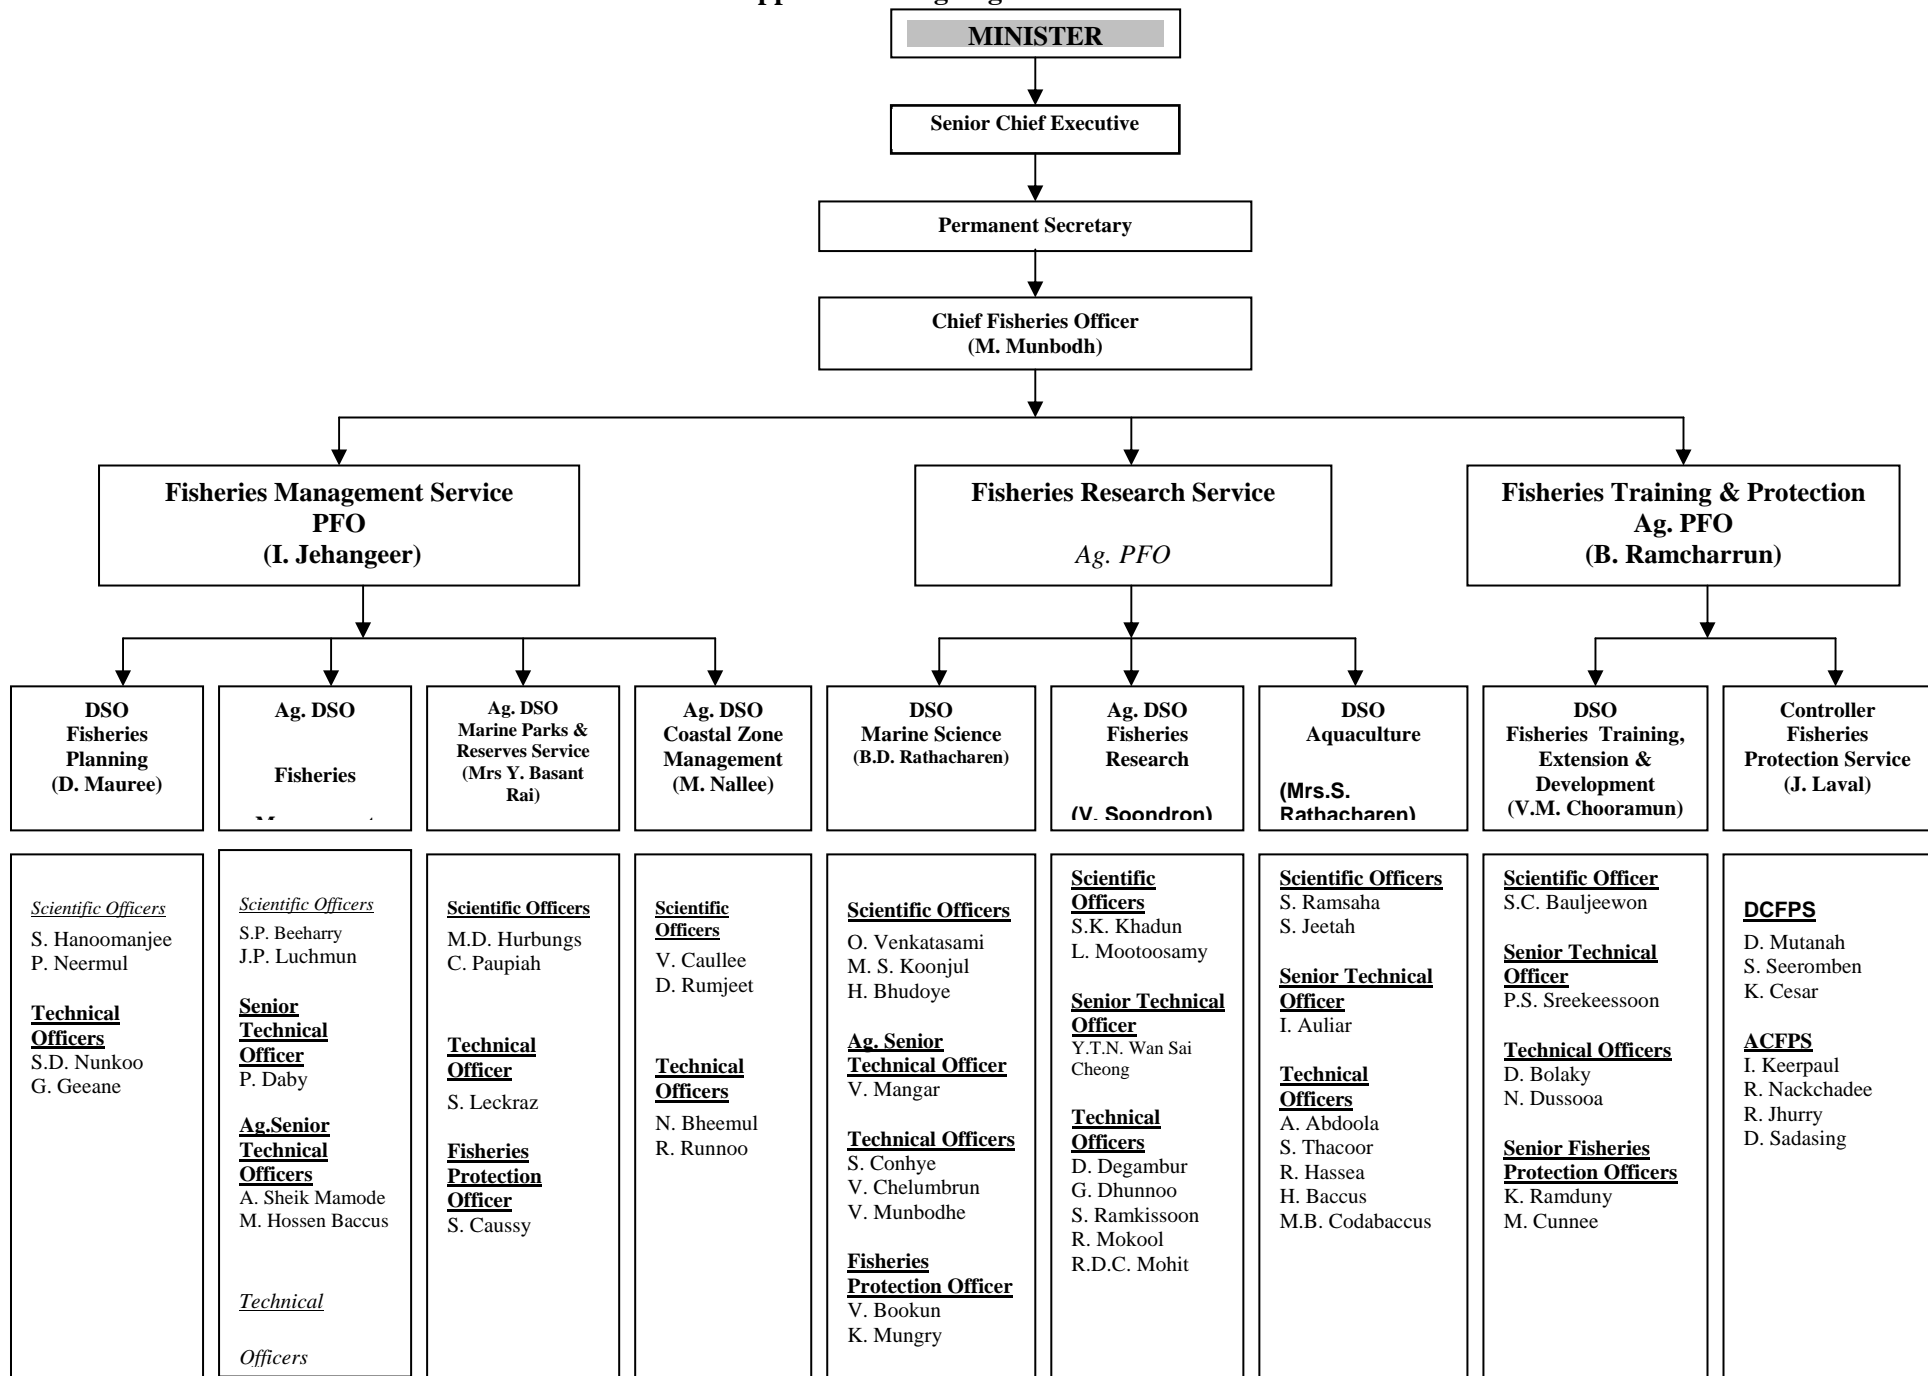 MINISTER
Senior Chief Executive
Permanent Secretary
Chief Fisheries Officer
(M. Munbodh)
Fisheries Management Service
PFO
(I. Jehangeer)
Fisheries Research Service
Ag. PFO
Fisheries Training & Protection
Ag. PFO
(B. Ramcharrun)
DSO
Fisheries
Planning
(D. Mauree)
Ag. DSO
Fisheries
Ag. DSO
Marine Parks &
Reserves Service
(Mrs Y. Basant
Rai)
Ag. DSO
Coastal Zone
Management
(M. Nallee)
DSO
Marine Science
(B.D. Rathacharen)
Ag. DSO
Fisheries
Research
(V. Soondron)
DSO
Aquaculture
(Mrs.S.
Rathacharen)
DSO
Fisheries Training,
Extension &
Development
(V.M. Chooramun)
Controller
Fisheries
Protection Service
(J. Laval)
Scientific Officers
S. Hanoomanjee
P. Neermul
Technical
Officers
S.D. Nunkoo
G. Geeane
Scientific Officers
S.P. Beeharry
J.P. Luchmun
Senior
Technical
Officer
P. Daby
Ag.Senior
Technical
Officers
A. Sheik Mamode
M. Hossen Baccus
Technical
Officers
Scientific Officers
M.D. Hurbungs
C. Paupiah
Technical
Officer
S. Leckraz
Fisheries
Protection
Officer
S. Caussy
Scientific
Officers
V. Caullee
D. Rumjeet
Technical
Officers
N. Bheemul
R. Runnoo
Scientific Officers
O. Venkatasami
M. S. Koonjul
H. Bhudoye
Ag. Senior
Technical Officer
V. Mangar
Technical Officers
S. Conhye
V. Chelumbrun
V. Munbodhe
Fisheries
Protection Officer
V. Bookun
K. Mungry
Scientific
Officers
S.K. Khadun
L. Mootoosamy
Senior Technical
Officer
Y.T.N. Wan Sai
Cheong
Technical
Officers
D. Degambur
G. Dhunnoo
S. Ramkissoon
R. Mokool
R.D.C. Mohit
Scientific Officers
S. Ramsaha
S. Jeetah
Senior Technical
Officer
I. Auliar
Technical
Officers
A. Abdoola
S. Thacoor
R. Hassea
H. Baccus
M.B. Codabaccus
Scientific Officer
S.C. Bauljeewon
Senior Technical
Officer
P.S. Sreekeessoon
Technical Officers
D. Bolaky
N. Dussooa
Senior Fisheries
Protection Officers
K. Ramduny
M. Cunnee
DCFPS
D. Mutanah
S. Seeromben
K. Cesar
ACFPS
I. Keerpaul
R. Nackchadee
R. Jhurry
D. Sadasing